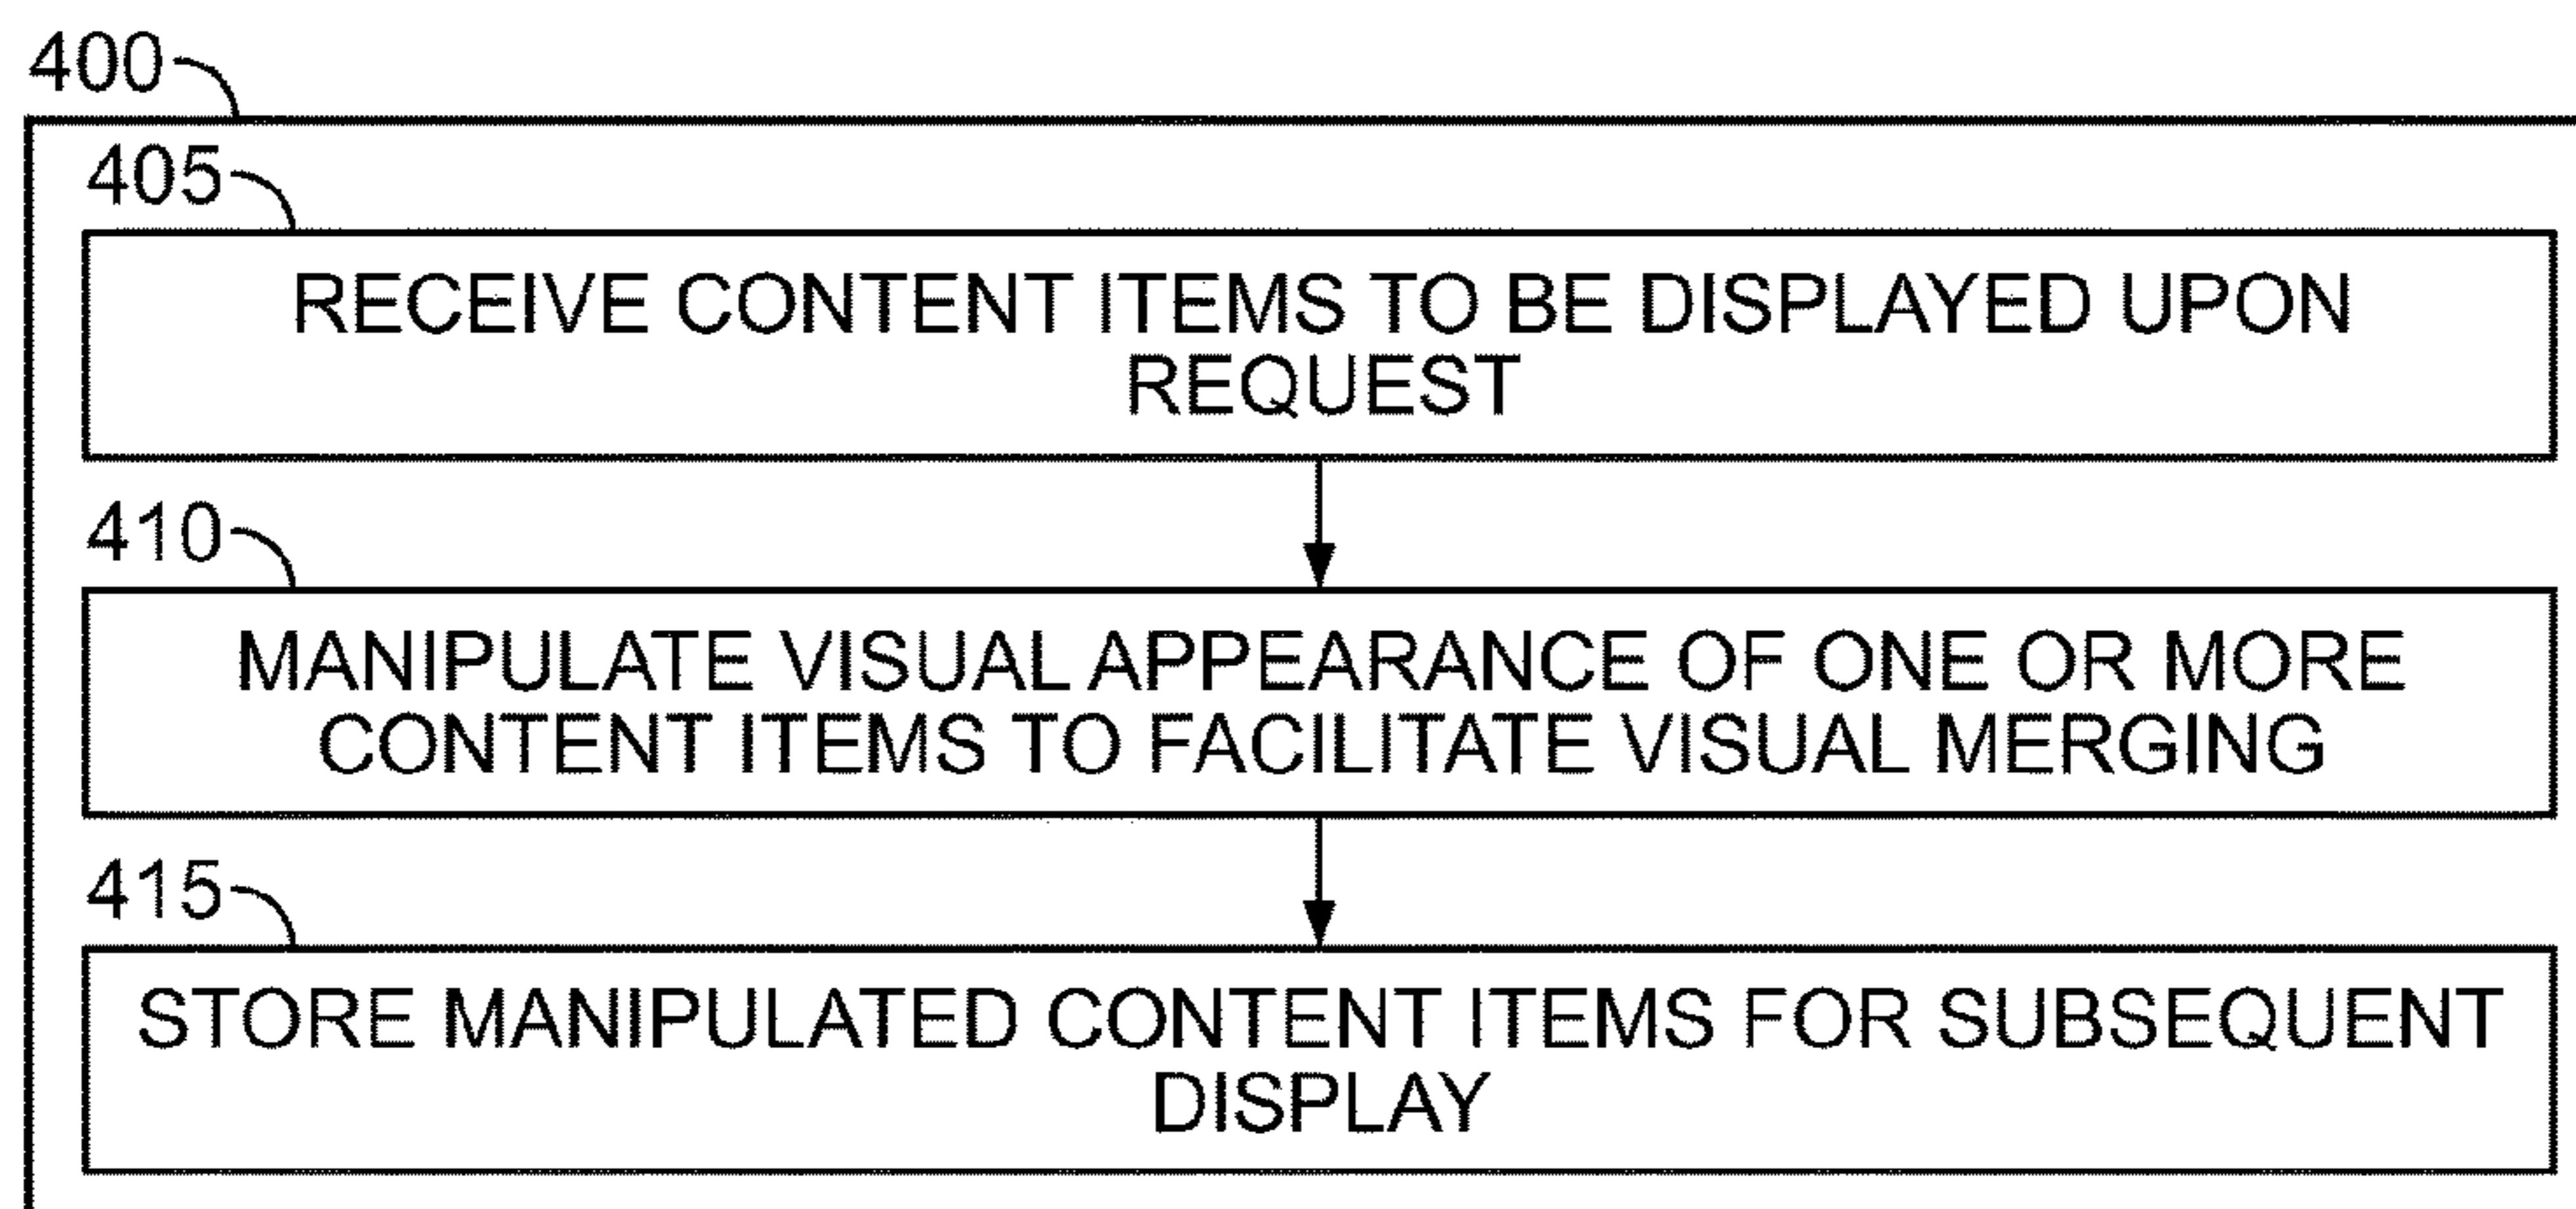 400
405
RECEIVE CONTENT ITEMS TO BE DISPLAYED UPON
REQUEST
410
MANIPULATE VISUAL APPEARANCE OF ONE OR MORE
CONTENT ITEMS TO FACILITATE VISUAL MERGING
415
STORE MANIPULATED CONTENT ITEMS FOR SUBSEQUENT
DISPLAY